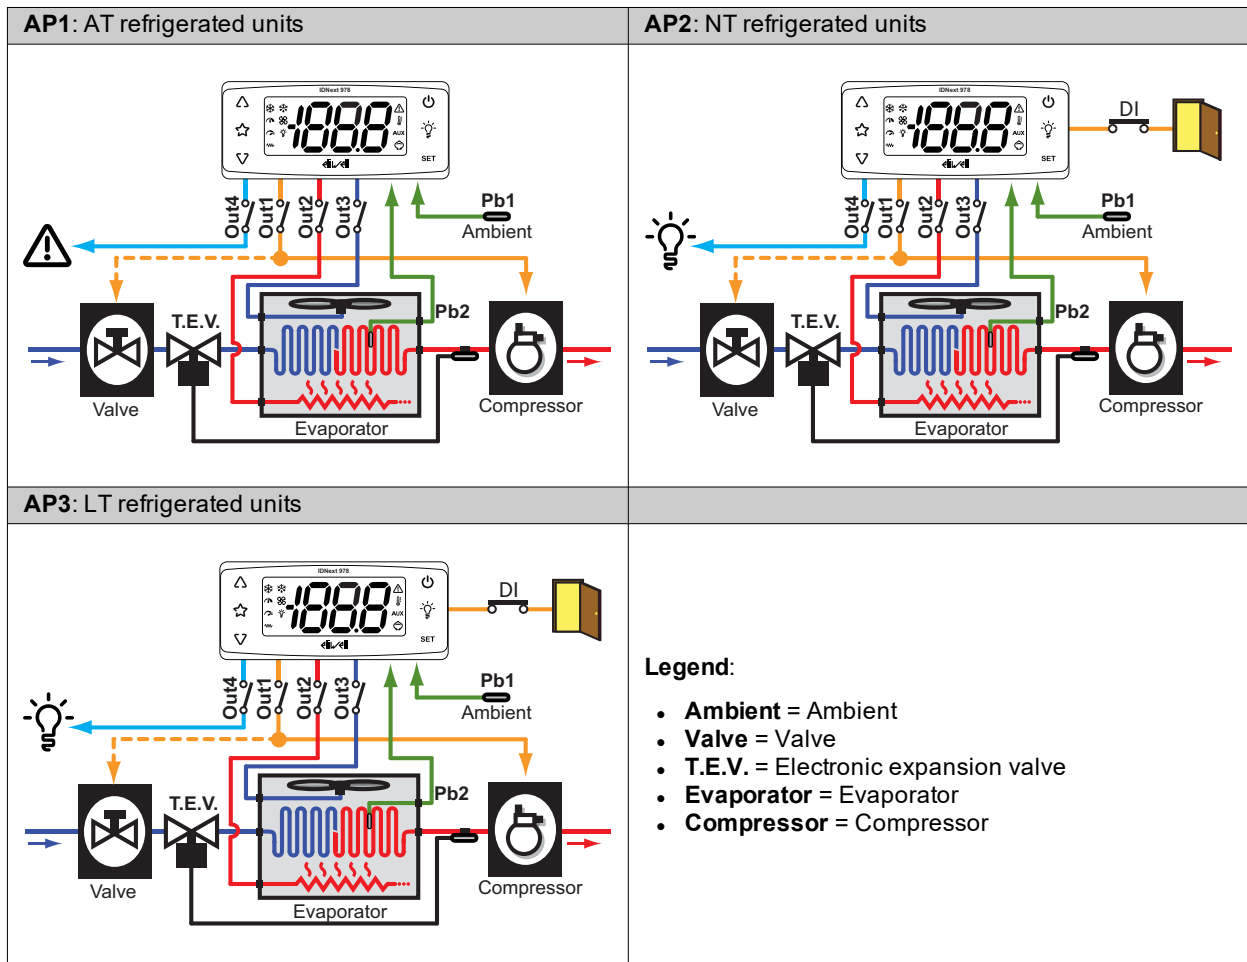 AP1: AT refrigerated units
AP2: NT refrigerated units
IDNext 978
188.8
AUX
SET
eliwell
Out4
Out1
Out2
Out3
Pb1
Ambient
Pb2
T.E.V.
Valve
Evaporator
Compressor
IDNext 978
188.8
AUX
SET
eliwell
DI
Out4
Out1
Out2
Out3
Pb1
Ambient
Pb2
T.E.V.
Valve
Evaporator
Compressor
AP3: LT refrigerated units
IDNext 978
188.8
AUX
SET
eliwell
DI
Out4
Out1
Out2
Out3
Pb1
Ambient
Pb2
T.E.V.
Valve
Evaporator
Compressor
Legend:
• Ambient = Ambient
• Valve = Valve
• T.E.V. = Electronic expansion valve
• Evaporator = Evaporator
• Compressor = Compressor